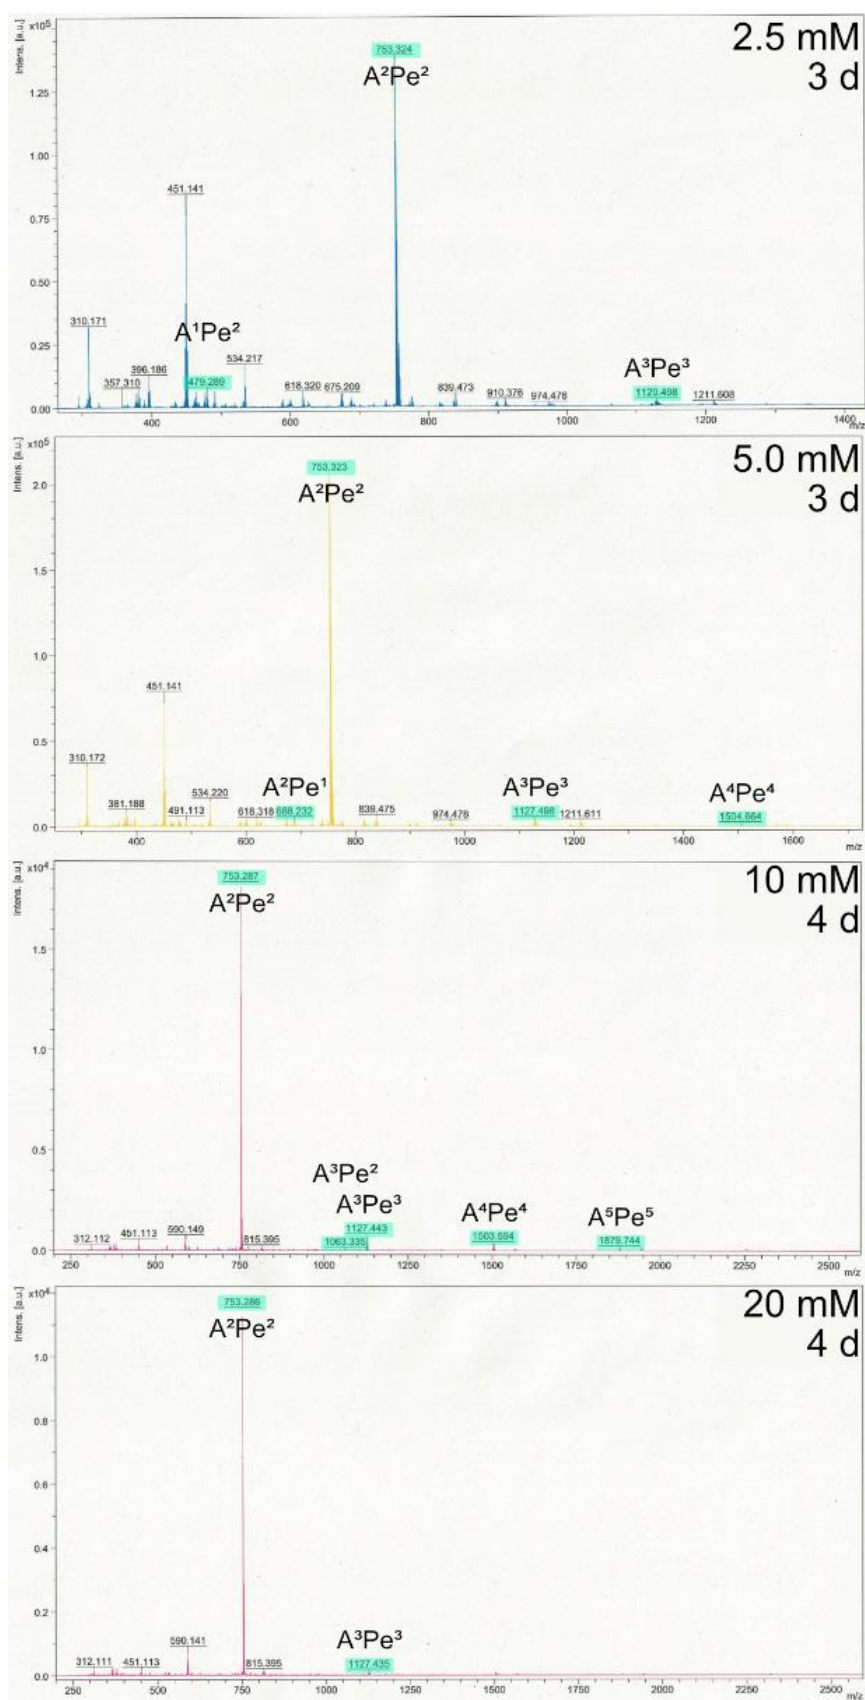 x10⁵
Intens. [a.u.]
2.5 mM
3 d
753.324
A²Pe²
1.25
1.00
451.141
0.75
0.50
310.171
A¹Pe²
534.217
0.25
396.186
357.310
479.289
618.320
675.209
839.473
910.376
974.476
A³Pe³
1129.498
1211.608
0.00
400
600
800
1000
1200
1400
m/z
x10⁵
Intens. [a.u.]
5.0 mM
3 d
753.323
A²Pe²
2.0
1.5
1.0
451.141
0.5
310.172
381.188
491.113
534.220
618.318
A²Pe¹
688.232
839.475
974.476
A³Pe³
1127.498
1211.611
A⁴Pe⁴
1504.664
0.0
400
600
800
1000
1200
1400
1600
m/z
x10⁴
Intens. [a.u.]
10 mM
4 d
753.287
A²Pe²
1.5
1.0
0.5
A³Pe²
A³Pe³
A⁴Pe⁴
A⁵Pe⁵
312.112
451.113
590.149
815.395
1127.443
1063.335
1503.594
1879.744
0.0
250
500
750
1000
1250
1500
1750
2000
2250
2500
m/z
x10⁴
Intens. [a.u.]
20 mM
4 d
753.286
A²Pe²
1.0
0.8
0.6
0.4
0.2
A³Pe³
590.141
312.111
451.113
815.395
1127.435
0.0
250
500
750
1000
1250
1500
1750
2000
2250
2500
m/z